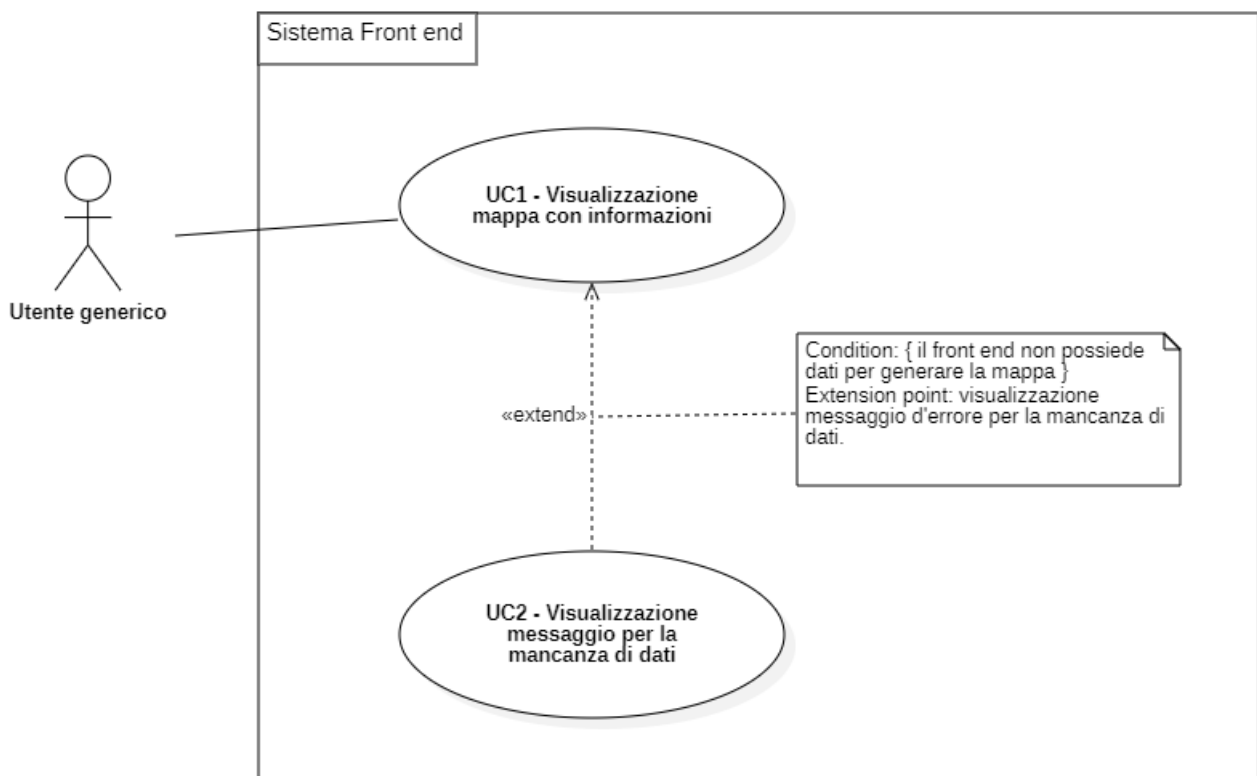 Sistema Front end
UC1 - Visualizzazione
mappa con informazioni
Utente generico
Condition: { il front end non possiede
dati per generare la mappa }
Extension point: visualizzazione
messaggio d'errore per la mancanza di
dati.
«extend»
UC2 - Visualizzazione
messaggio per la
mancanza di dati